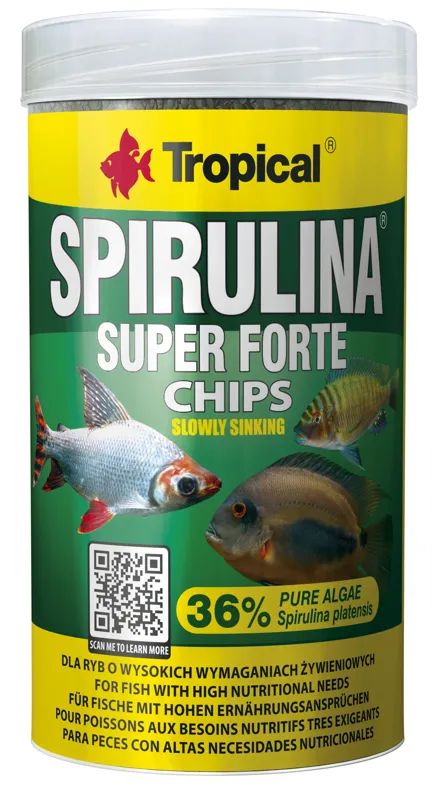 Tropical®
SPIRULINA®
SUPER FORTE
CHIPS
SLOWLY SINKING
36% PURE ALGAE
Spirulina platensis
SCAN ME TO LEARN MORE
DLA RYB O WYSOKICH WYMAGANIACH ŻYWIENIOWYCH
FOR FISH WITH HIGH NUTRITIONAL NEEDS
FÜR FISCHE MIT HOHEN ERNÄHRUNGSANSPRÜCHEN
POUR POISSONS AUX BESOINS NUTRITIFS TRES EXIGEANTS
PARA PECES CON ALTAS NECESIDADES NUTRICIONALES